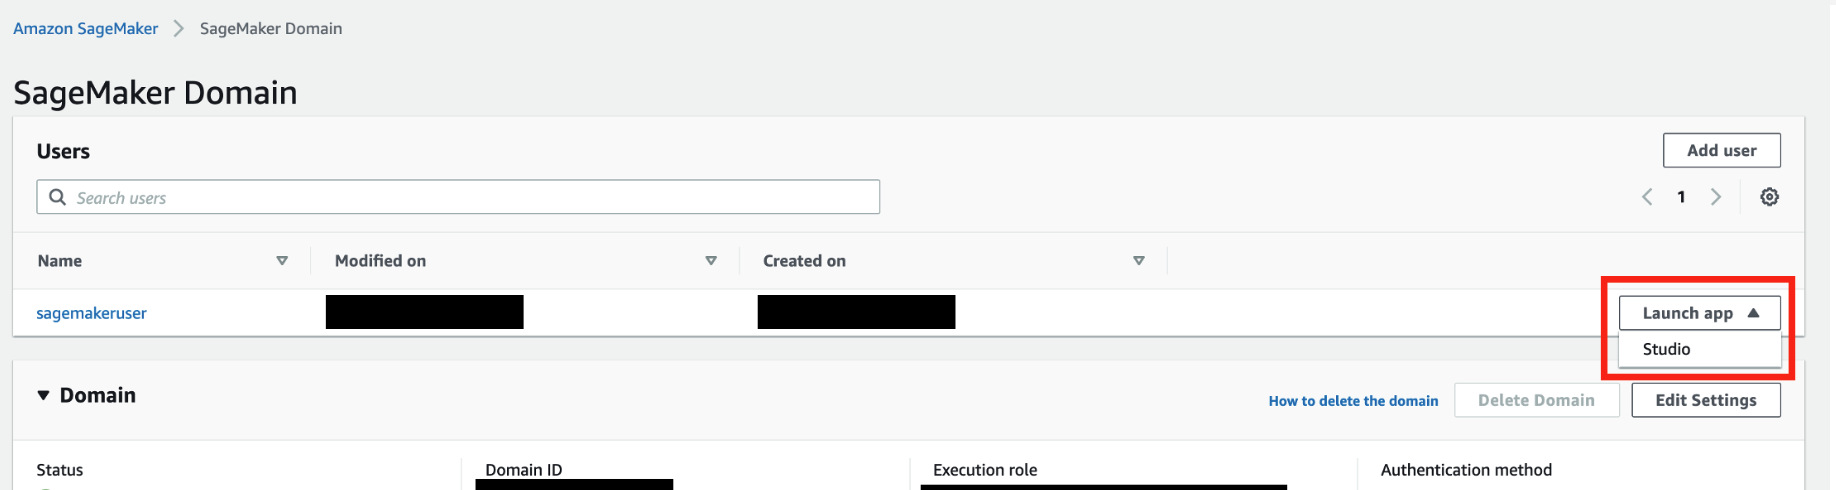 Amazon SageMaker > SageMaker Domain
SageMaker Domain
Users
Add user
Search users
1
Name Modified on Created on
sagemakeruser
Launch app
Studio
Domain
How to delete the domain Delete Domain Edit Settings
Status Domain ID Execution role Authentication method